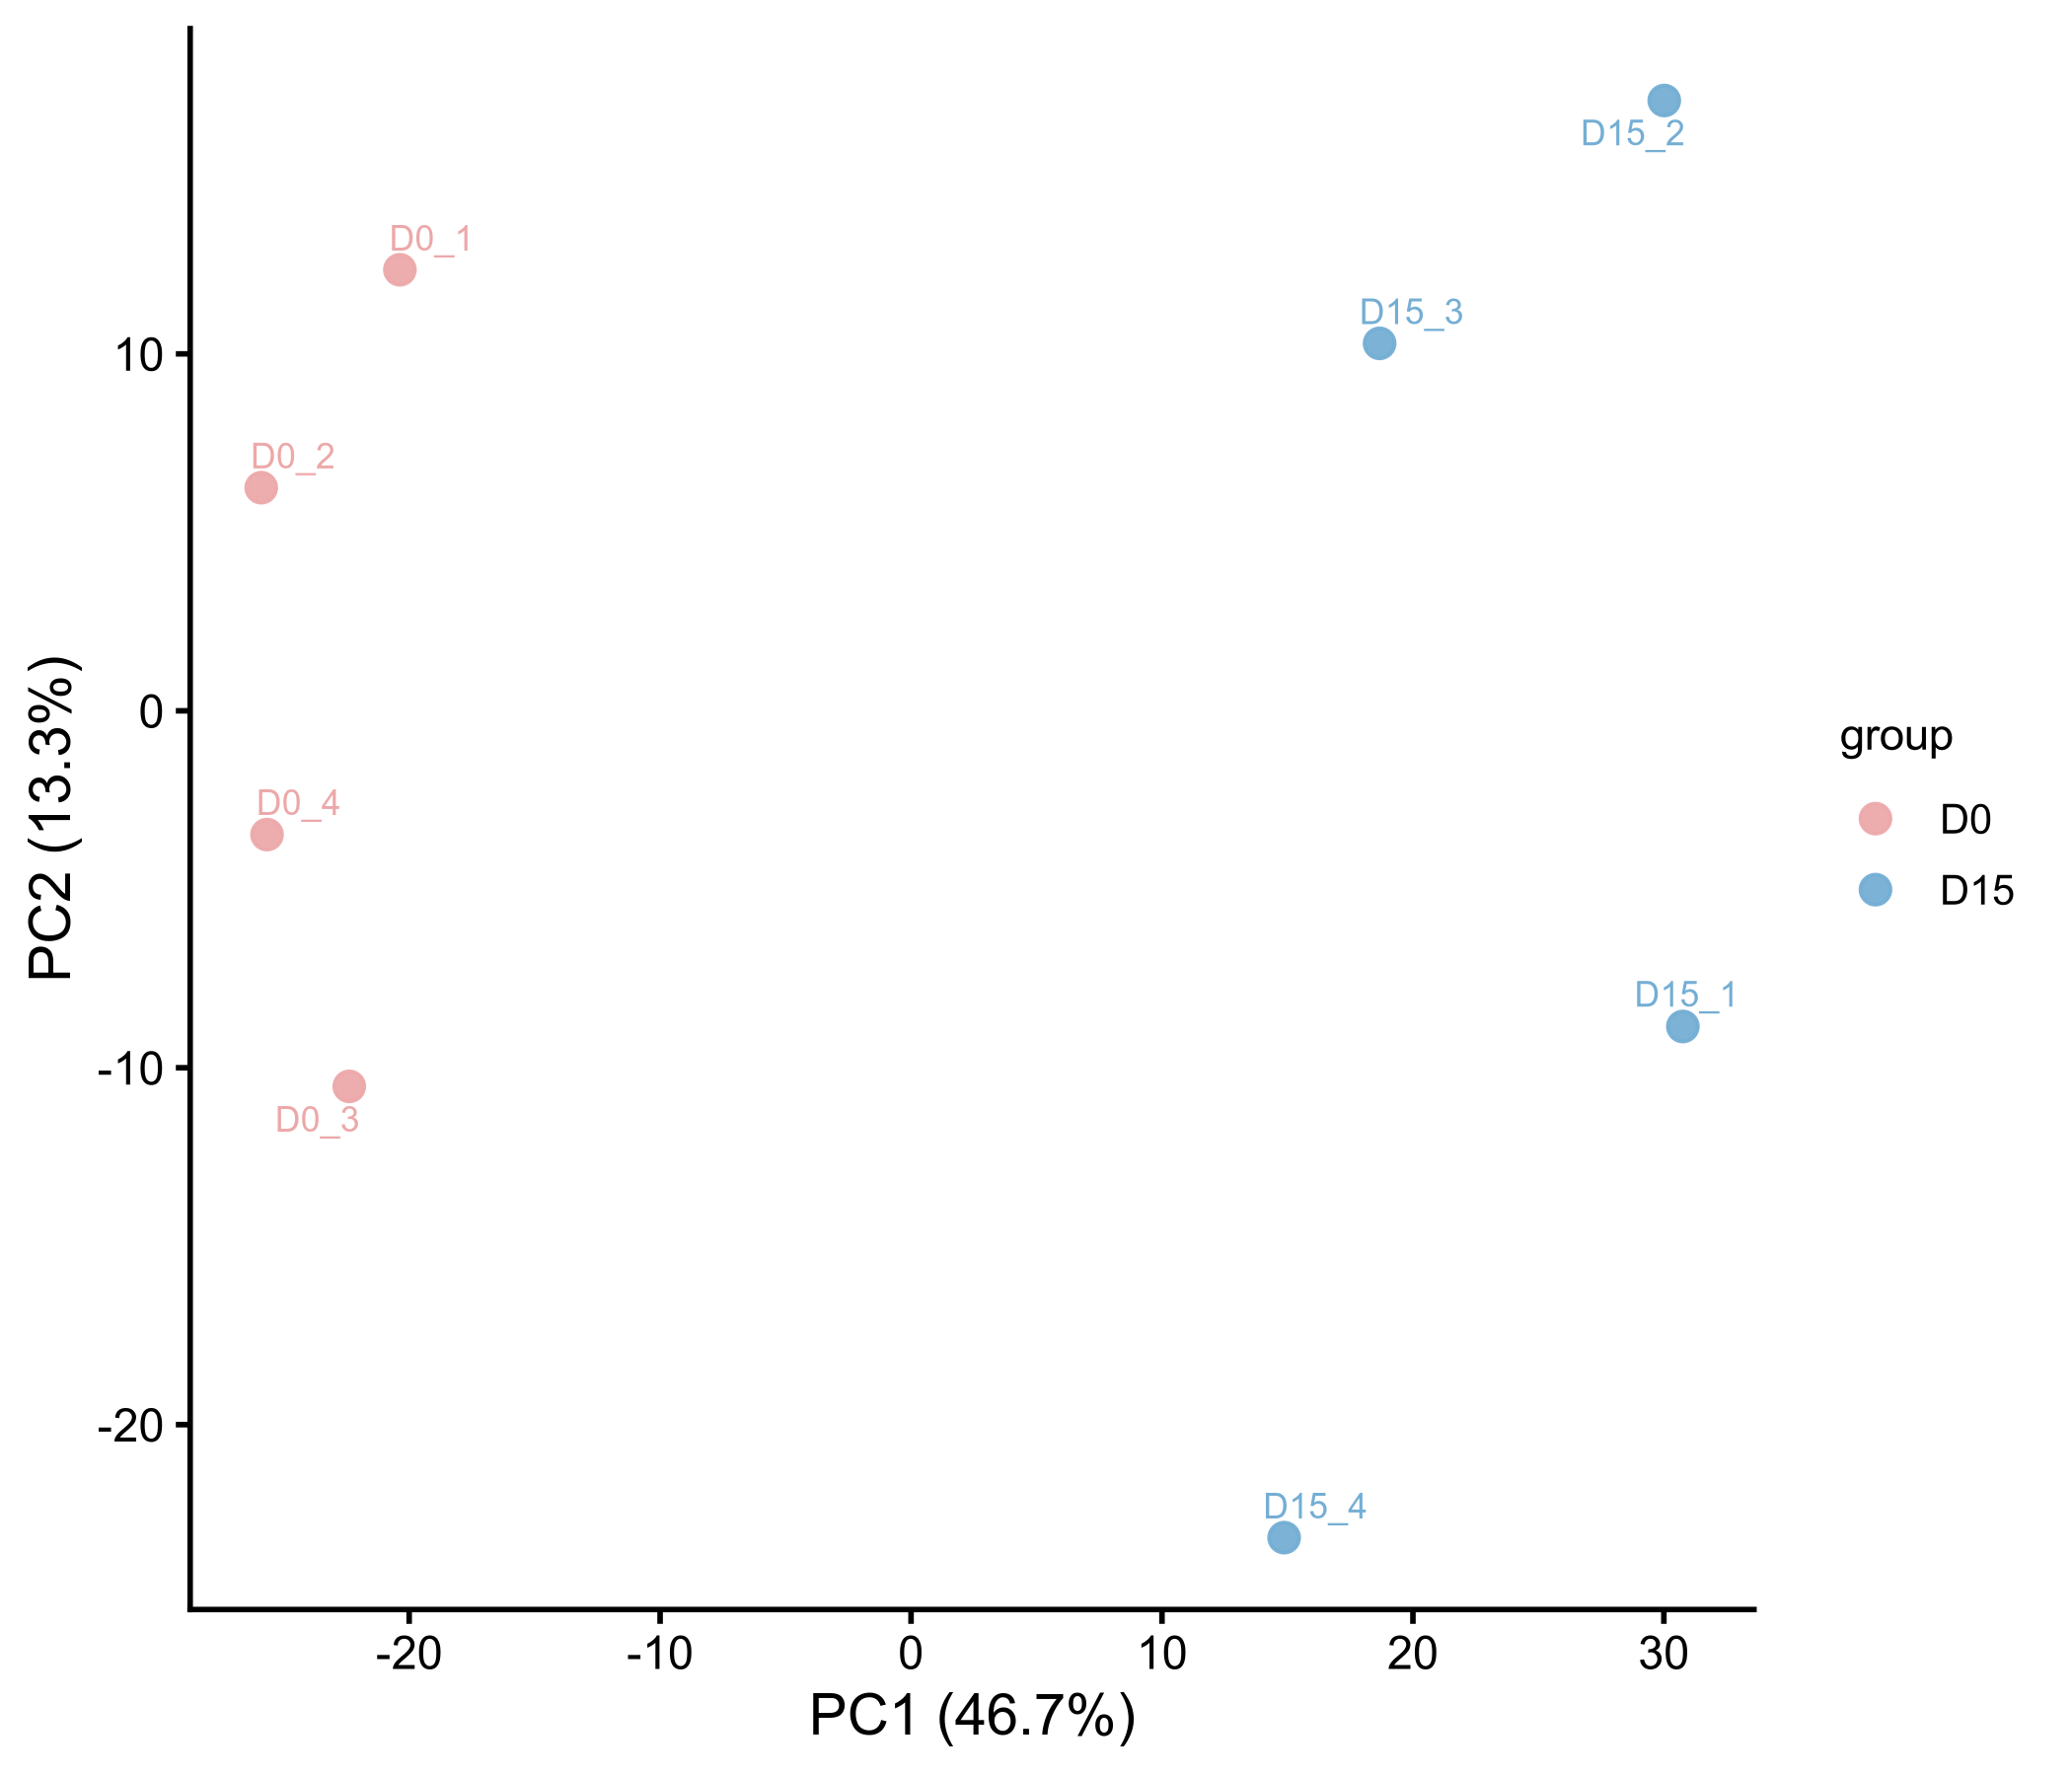 D15_2
D0_1
D15_3
10
D0_2
0
group
D0_4
D0
D15
PC2 (13.3%)
D15_1
-10
D0_3
-20
D15_4
-20 -10 0 10 20 30
PC1 (46.7%)